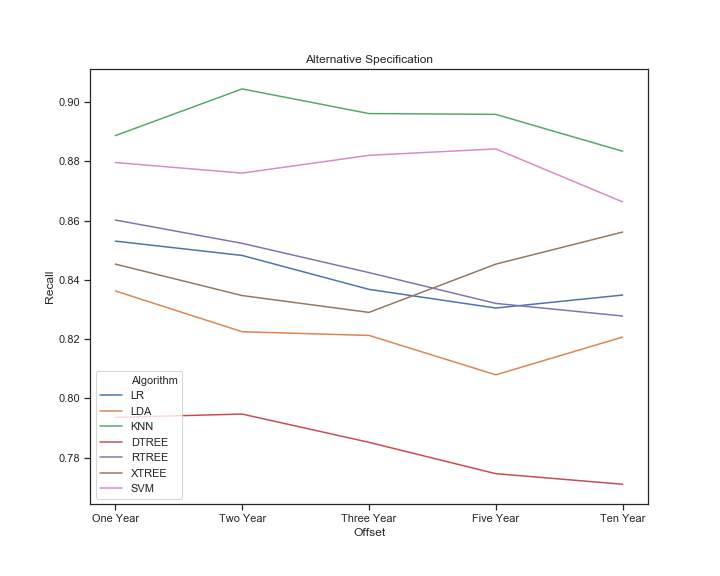 Alternative Specification
Recall
0.90
0.88
0.86
0.84
0.82
0.80
0.78
Algorithm
LR
LDA
KNN
DTREE
RTREE
XTREE
SVM
One Year Two Year Three Year Five Year Ten Year
Offset